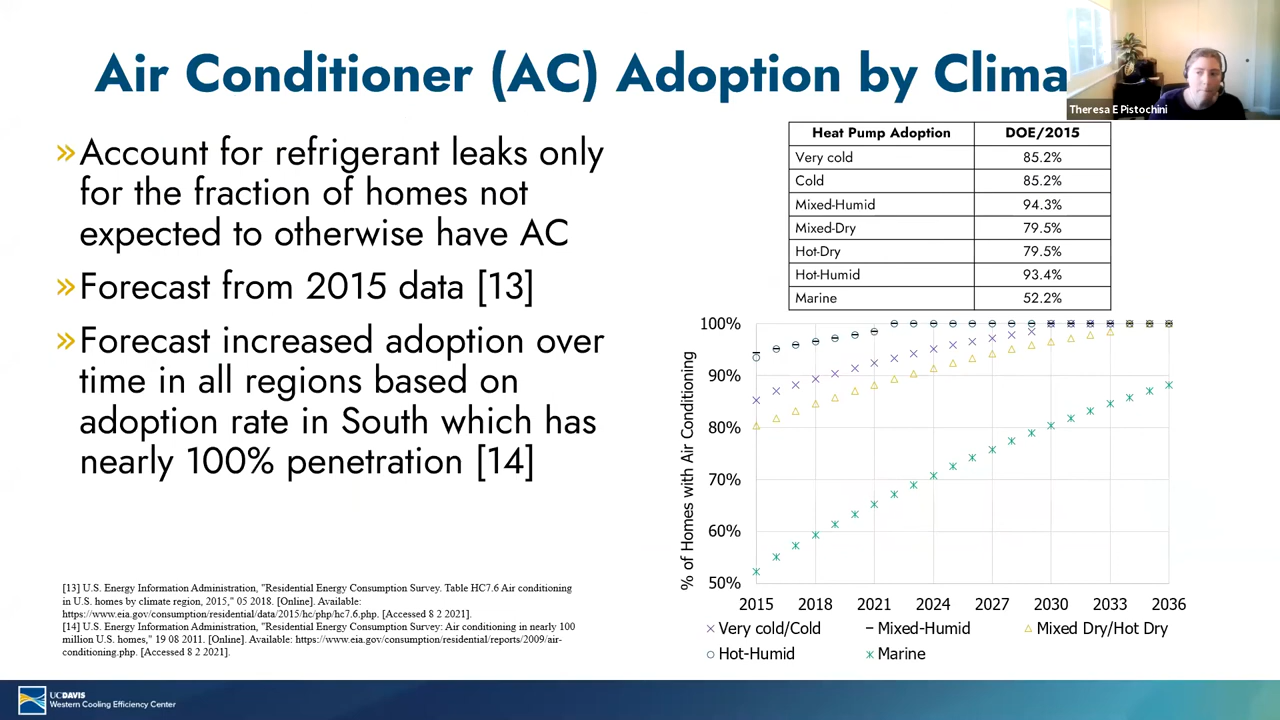 Air Conditioner (AC) Adoption by Clima
Theresa E Pistochini
» Account for refrigerant leaks only
for the fraction of homes not
expected to otherwise have AC
» Forecast from 2015 data [13]
» Forecast increased adoption over
time in all regions based on
adoption rate in South which has
nearly 100% penetration [14]
Heat Pump Adoption DOE/2015
Very cold 85.2%
Cold 85.2%
Mixed-Humid 94.3%
Mixed-Dry 79.5%
Hot-Dry 79.5%
Hot-Humid 93.4%
Marine 52.2%
% of Homes with Air Conditioning
100%
90%
80%
70%
60%
50%
2015 2018 2021 2024 2027 2030 2033 2036
Very cold/Cold Mixed-Humid Mixed Dry/Hot Dry
Hot-Humid Marine
[13] U.S. Energy Information Administration, "Residential Energy Consumption Survey. Table HC7.6 Air conditioning
in U.S. homes by climate region, 2015," 05 2018. [Online]. Available:
https://www.eia.gov/consumption/residential/data/2015/hc/php/hc7.6.php. [Accessed 8 2 2021].
[14] U.S. Energy Information Administration, "Residential Energy Consumption Survey: Air conditioning in nearly 100
million U.S. homes," 19 08 2011. [Online]. Available: https://www.eia.gov/consumption/residential/reports/2009/air-
conditioning.php. [Accessed 8 2 2021].
UCDAVIS
Western Cooling Efficiency Center